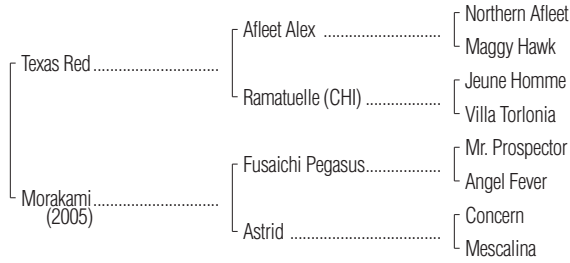 Northern Afleet
Afleet Alex ..............................
Maggy Hawk
Texas Red ................................
Jeune Homme
Ramatuelle (CHI) ...................
Villa Torlonia
Mr. Prospector
Fusaichi Pegasus...................
Angel Fever
Morakami ................................
(2005)
Concern
Astrid ......................................
Mescalina